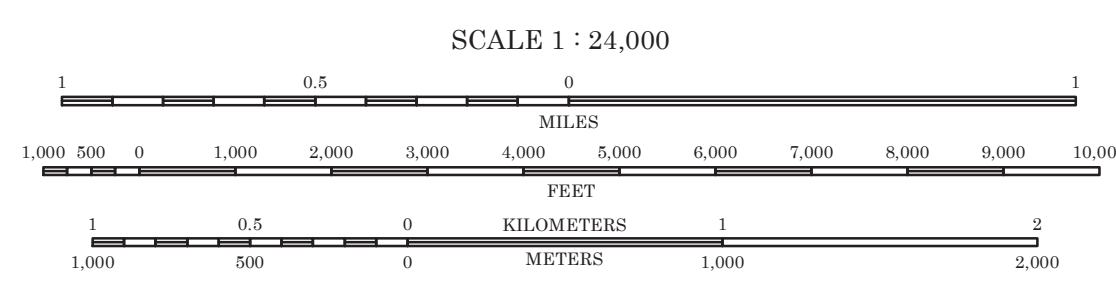 SCALE 1 : 24,000
1 0.5 0 1
MILES
1,000 500 0 1,000 2,000 3,000 4,000 5,000 6,000 7,000 8,000 9,000 10,00
FEET
1 0.5 0 KILOMETERS 1 2
1,000 500 0 METERS 1,000 2,000